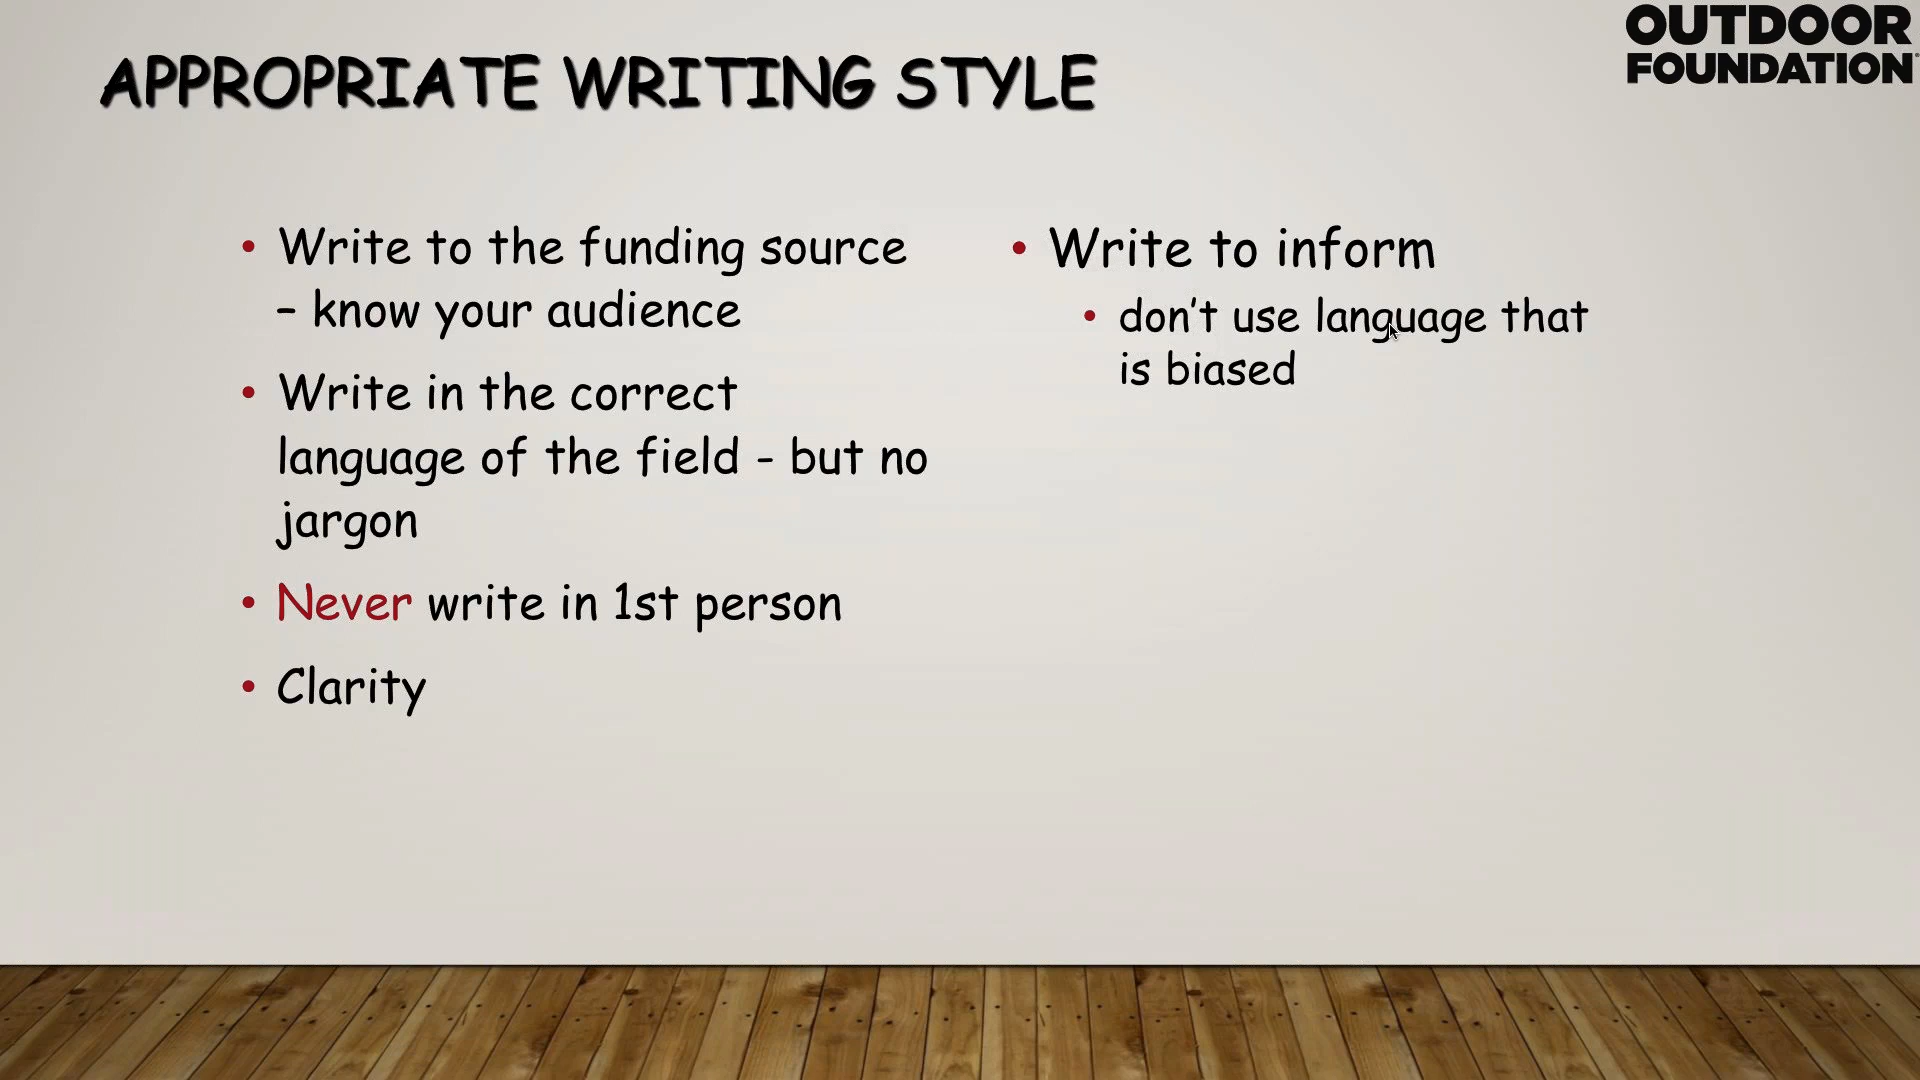 APPROPRIATE WRITING STYLE
OUTDOOR
FOUNDATION
• Write to the funding source
– know your audience
• Write in the correct
language of the field - but no
jargon
• Never write in 1st person
• Clarity
• Write to inform
• don’t use language that
is biased